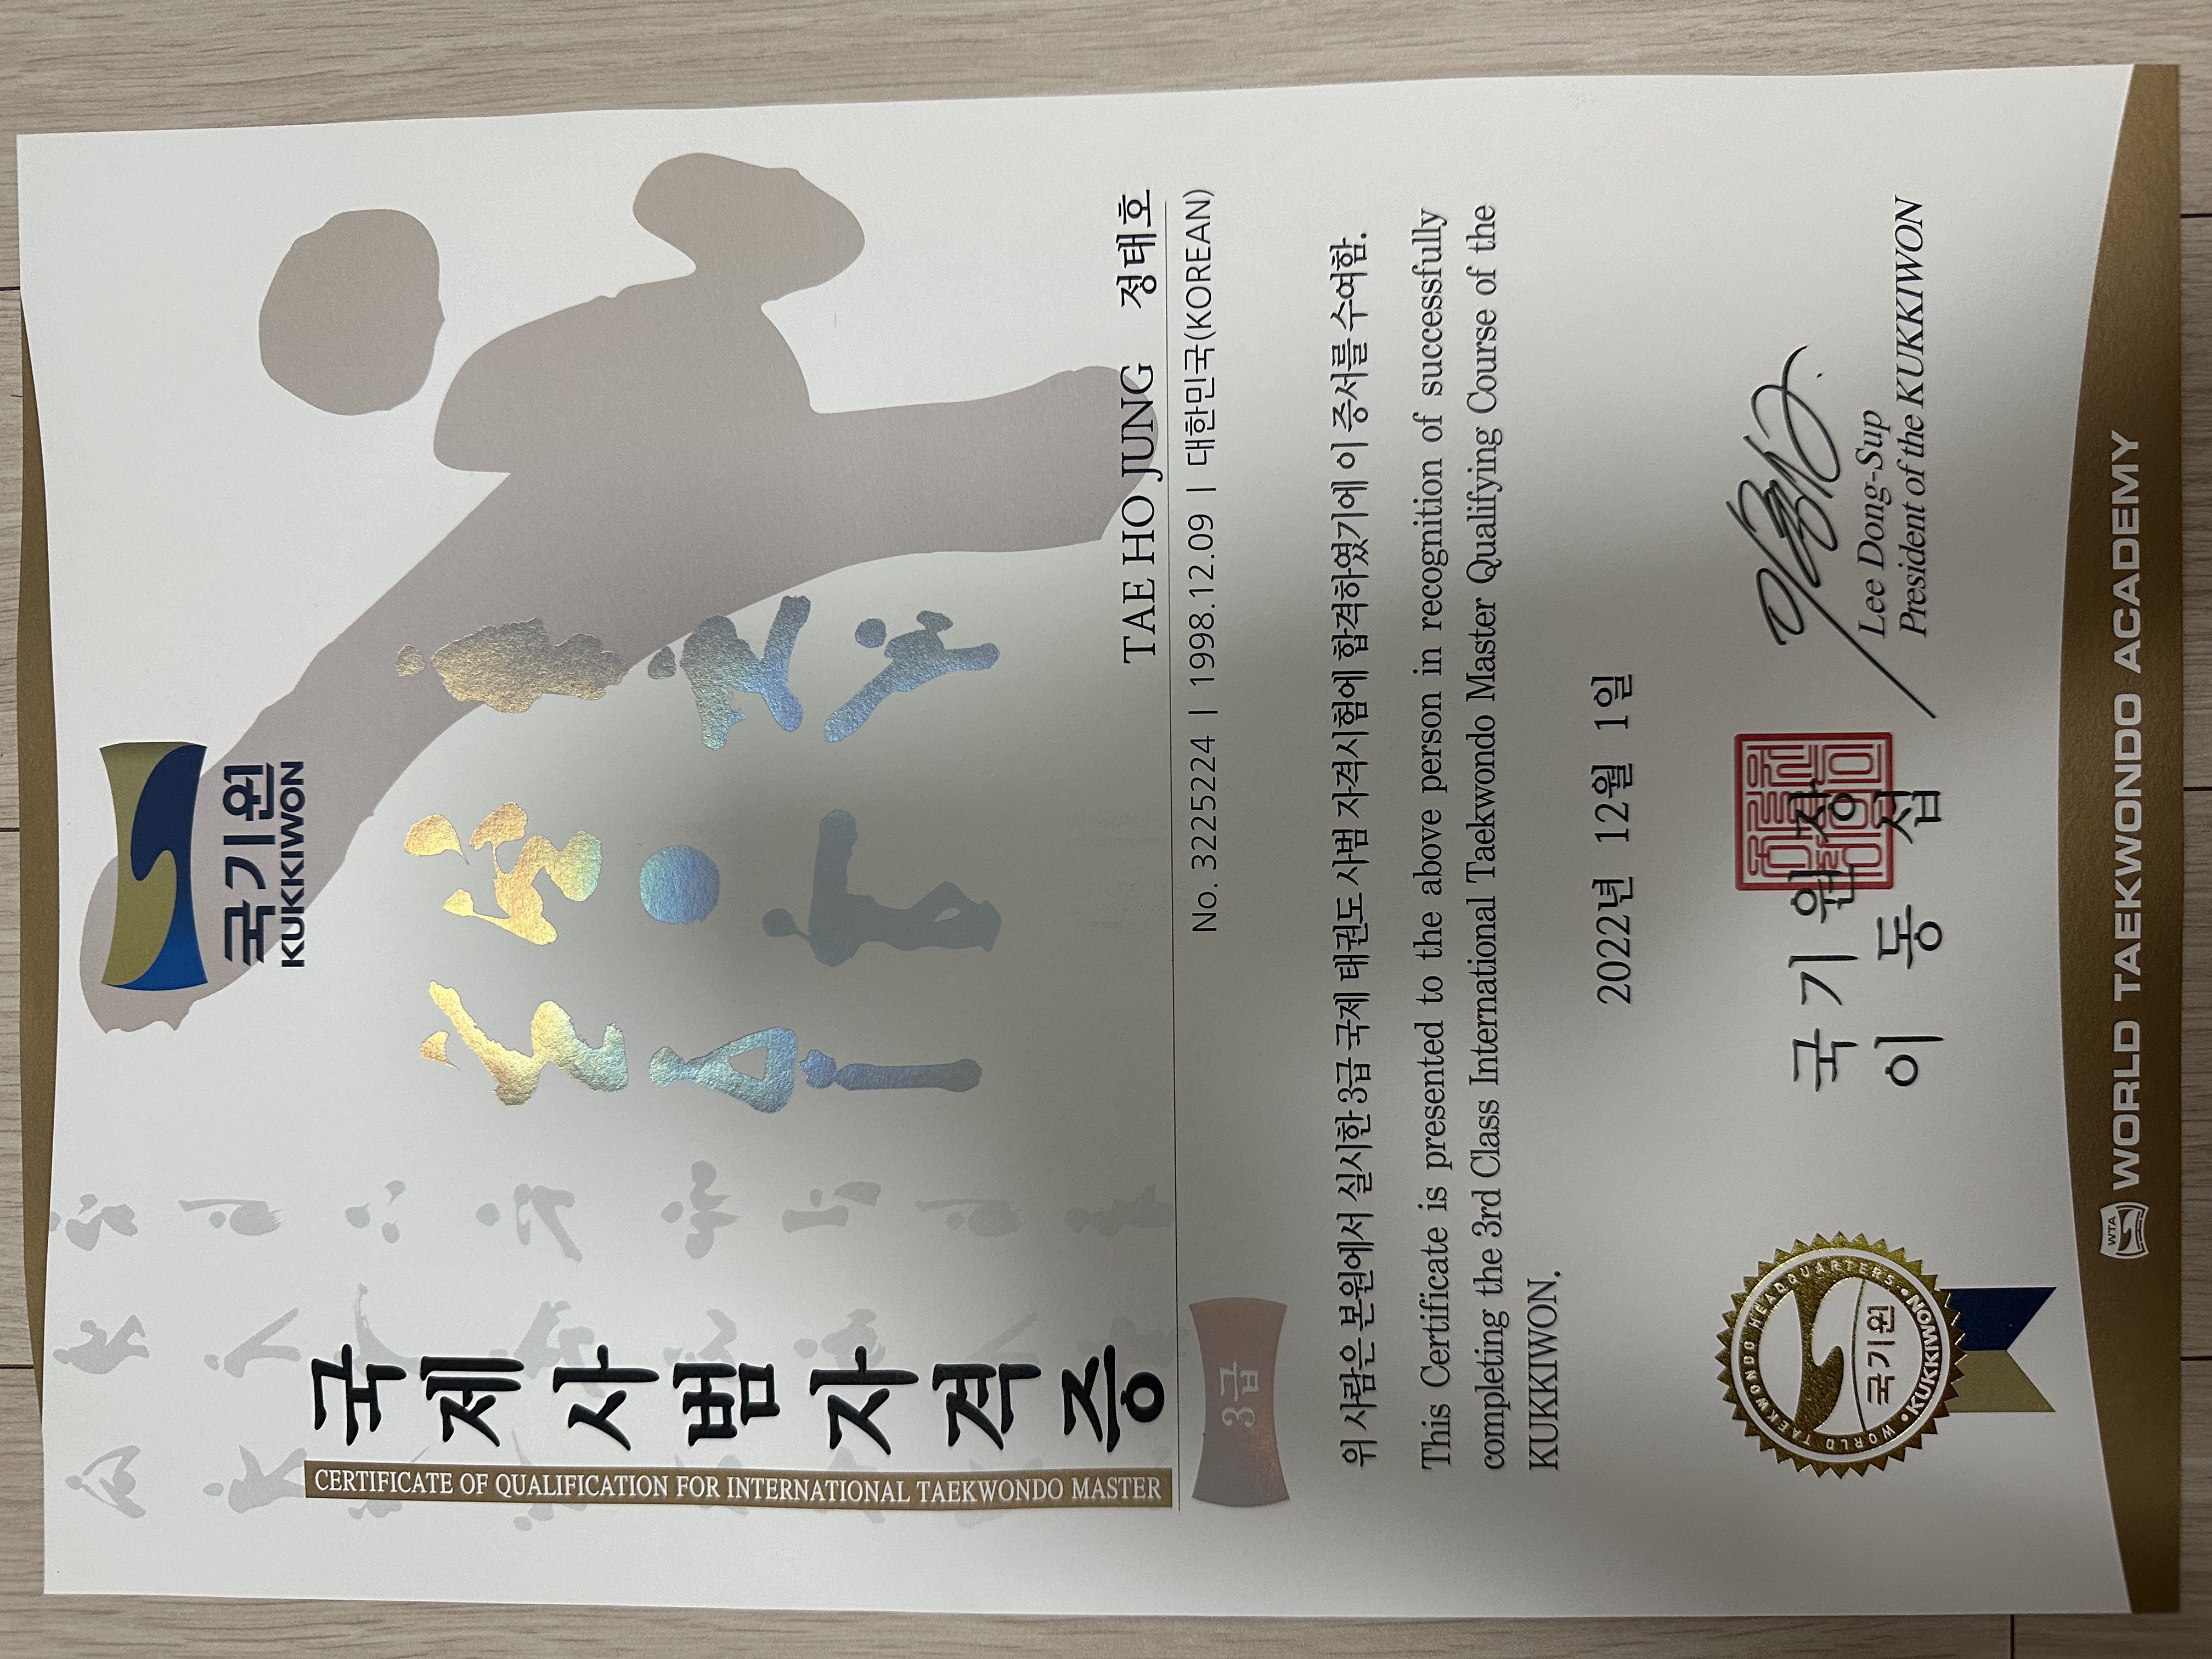 국기원
KUKKIWON
국제사범자격증
CERTIFICATE OF QUALIFICATION FOR INTERNATIONAL TAEKWONDO MASTER
TAE HO JUNG 정태호
3급
No. 3225224 | 1998.12.09 | 대한민국(KOREAN)
위 사람은 본원에서 실시한 3급 국제 태권도 사범 자격시험에 합격하였기에 이 증서를 수여함.
This Certificate is presented to the above person in recognition of successfully
completing the 3rd Class International Taekwondo Master Qualifying Course of the
KUKKIWON.
2022년 12월 1일
국기원장
이동섭
Lee Dong-Sup
President of the KUKKIWON
WORLD TAEKWONDO HEADQUARTERS
국기원
KUKKIWON
WTA WORLD TAEKWONDO ACADEMY